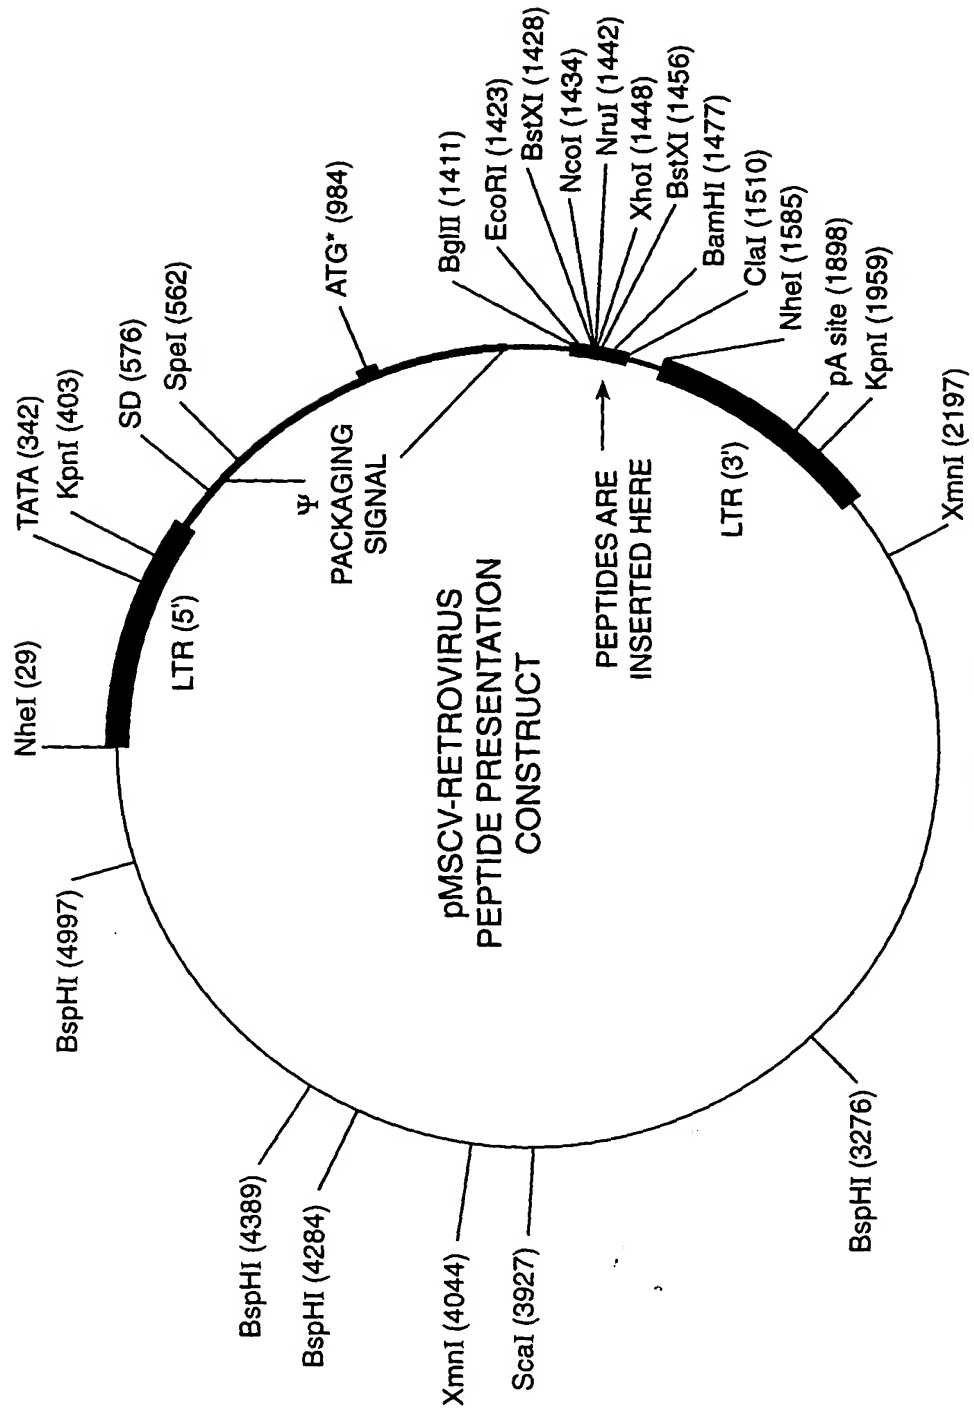 NheI (29)
TATA (342)
KpnI (403)
SD (576)
SpeI (562)
ATG* (984)
BglII (1411)
EcoRI (1423)
BstXI (1428)
NcoI (1434)
NruI (1442)
XhoI (1448)
BstXI (1456)
BamHI (1477)
ClaI (1510)
NheI (1585)
pA site (1898)
KpnI (1959)
XmnI (2197)
BspHI (3276)
ScaI (3927)
XmnI (4044)
BspHI (4284)
BspHI (4389)
BspHI (4997)
LTR (5')
Ψ
PACKAGING
SIGNAL
PEPTIDES ARE
INSERTED HERE
LTR (3')
pMSCV-RETROVIRUS
PEPTIDE PRESENTATION
CONSTRUCT